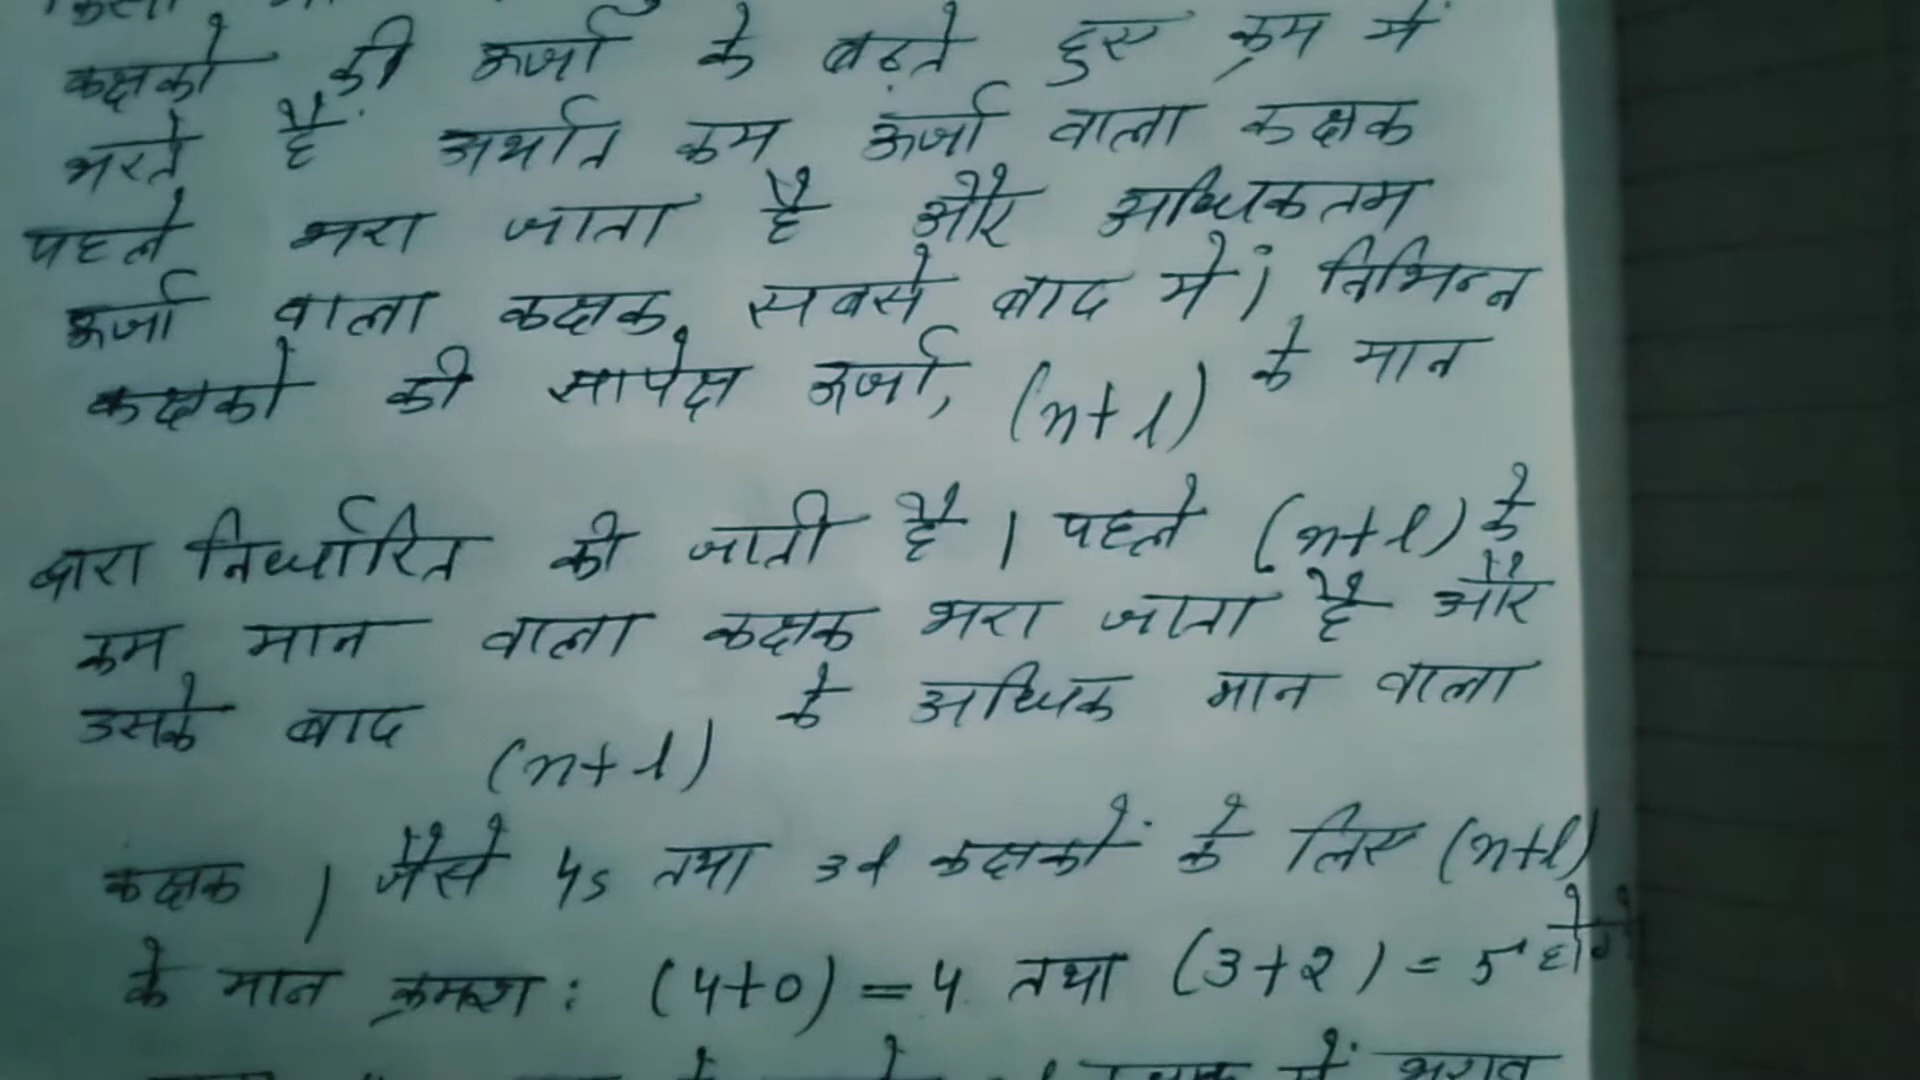 कक्षको की ऊर्जा के बढ़ते हुए क्रम में
भरते हैं अर्थात कम ऊर्जा वाला कक्षक
पहले भरा जाता है और अधिकतम
ऊर्जा वाला कक्षक सबसे बाद में। विभिन्न
कक्षको की सापेक्ष ऊर्जा, (n+l) के मान
द्वारा निर्धारित की जाती है। पहले (n+l) के
कम मान वाला कक्षक भरा जाता है और
उसके बाद (n+l) के अधिक मान वाला
कक्षक । जैसे 4s तथा 3d कक्षकों के लिए (n+l)
के मान क्रमश: (4+0) = 4 तथा (3+2) = 5 होंगे